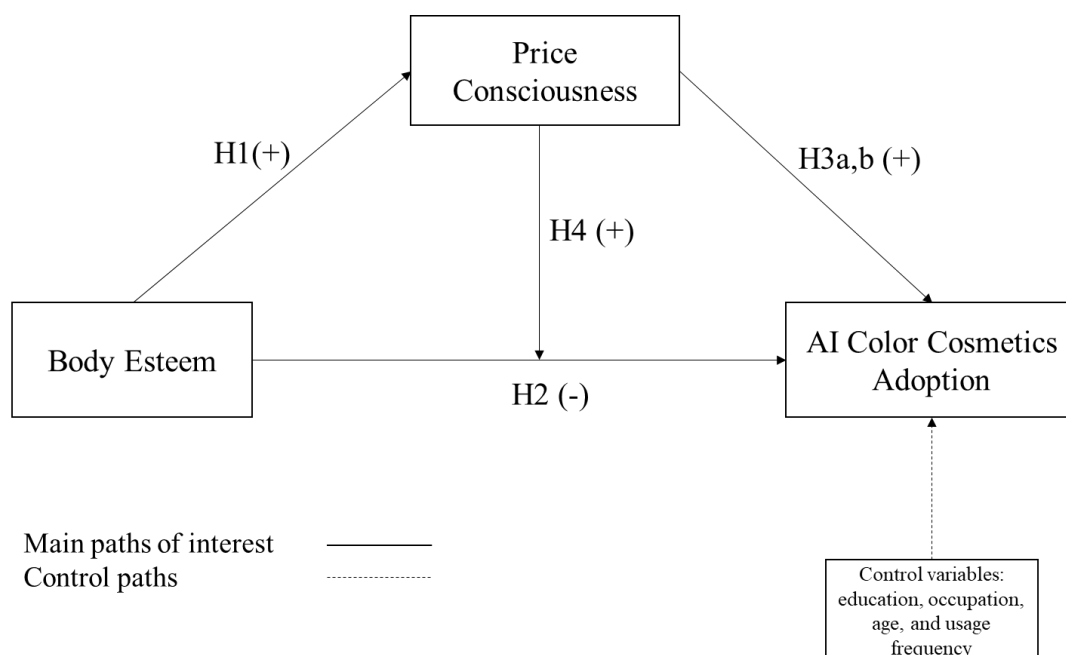 Price
Consciousness
H1(+)
H3a,b (+)
H4 (+)
Body Esteem
AI Color Cosmetics
Adoption
H2 (-)
Main paths of interest
Control paths
Control variables:
education, occupation,
age, and usage
frequency